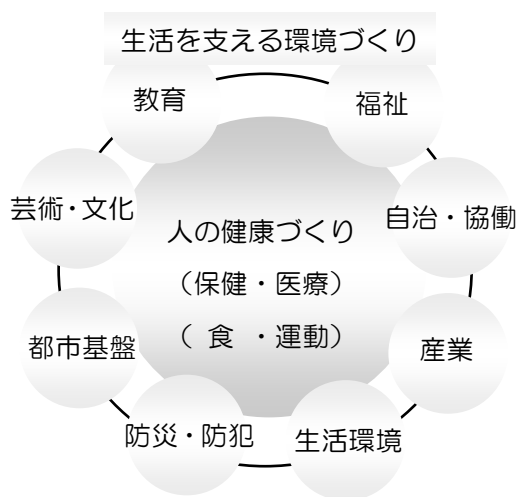 生活を支える環境づくり
教育
福祉
芸術・文化
自治・協働
人の健康づくり
（保健・医療）
（ 食 ・運動）
都市基盤
産業
防災・防犯
生活環境